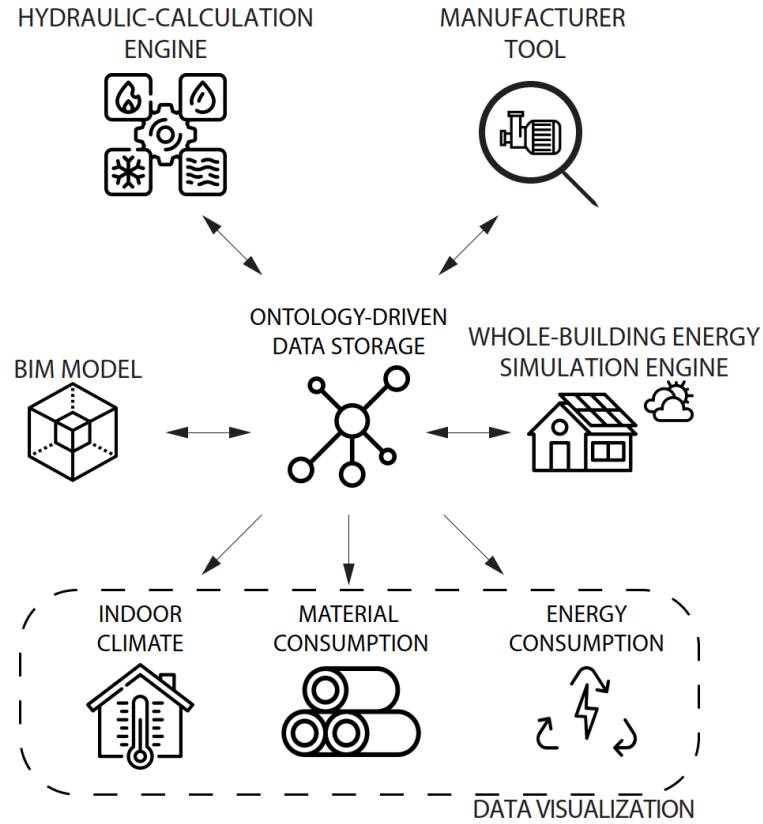 HYDRAULIC-CALCULATION
ENGINE
MANUFACTURER
TOOL
ONTOLOGY-DRIVEN
DATA STORAGE
BIM MODEL
WHOLE-BUILDING ENERGY
SIMULATION ENGINE
INDOOR
CLIMATE
MATERIAL
CONSUMPTION
ENERGY
CONSUMPTION
DATA VISUALIZATION